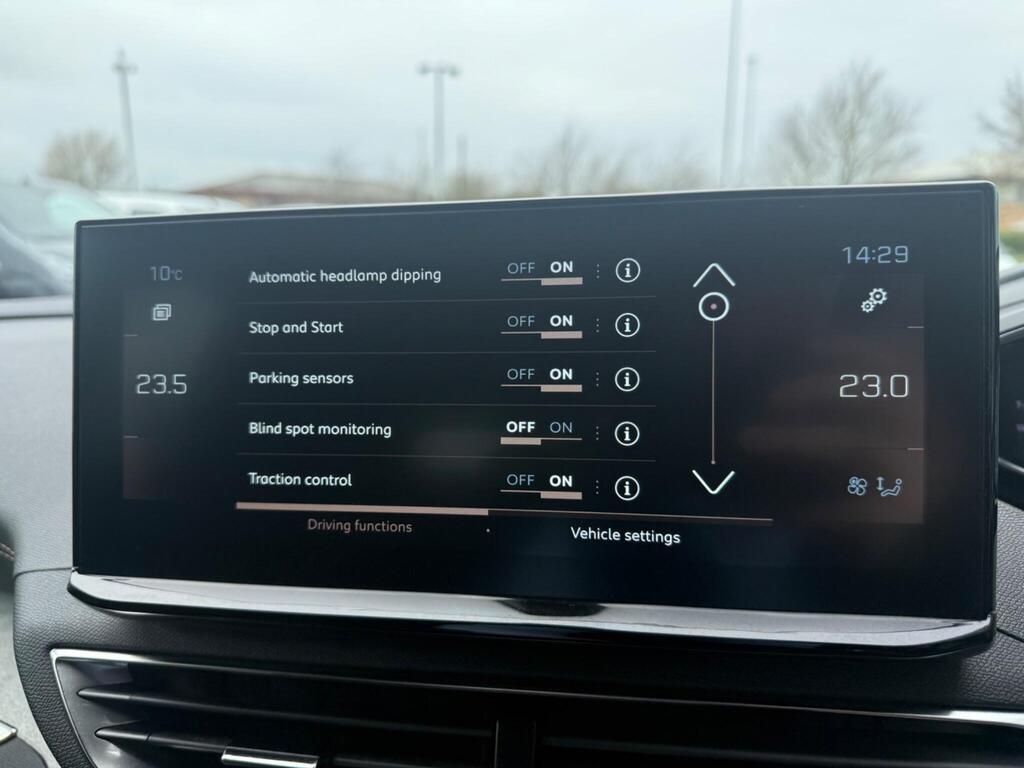 10°C
14:29
Automatic headlamp dipping OFF ON
Stop and Start OFF ON
23.5
Parking sensors OFF ON
23.0
Blind spot monitoring OFF ON
Traction control OFF ON
Driving functions
Vehicle settings